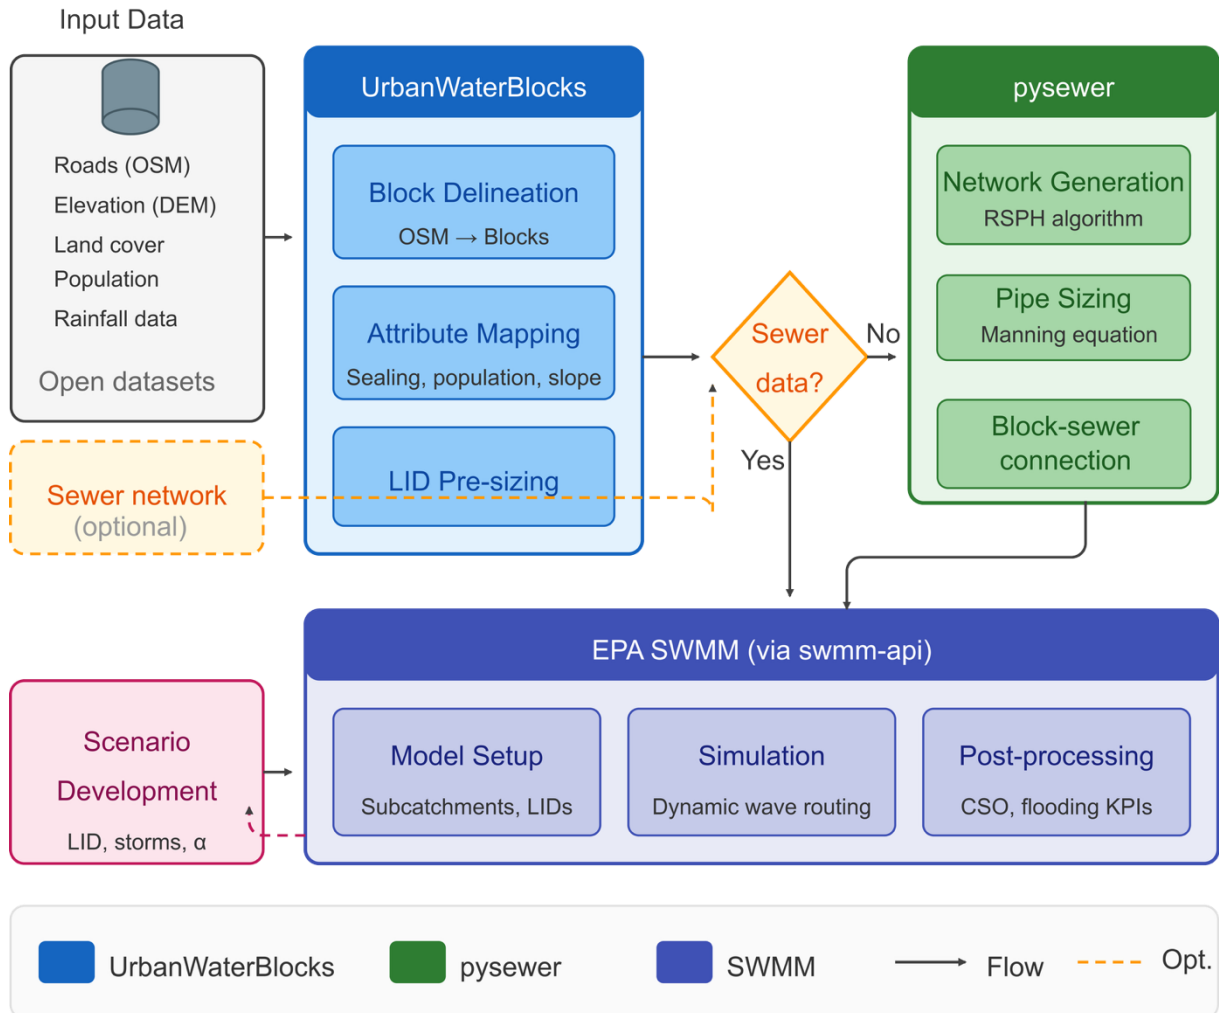 Input Data
Roads (OSM)
Elevation (DEM)
Land cover
Population
Rainfall data
Open datasets
Sewer network
(optional)
UrbanWaterBlocks
Block Delineation
OSM → Blocks
Attribute Mapping
Sealing, population, slope
LID Pre-sizing
Sewer
data?
No
Yes
pysewer
Network Generation
RSPH algorithm
Pipe Sizing
Manning equation
Block-sewer
connection
Scenario
Development
LID, storms, α
EPA SWMM (via swmm-api)
Model Setup
Subcatchments, LIDs
Simulation
Dynamic wave routing
Post-processing
CSO, flooding KPIs
UrbanWaterBlocks
pysewer
SWMM
Flow
Opt.